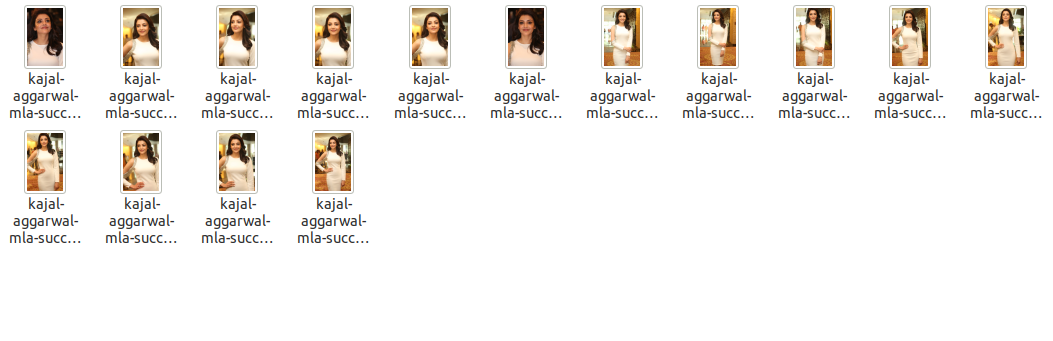 kajal- kajal- kajal- kajal- kajal- kajal- kajal- kajal- kajal- kajal- kajal-
aggarwal- aggarwal- aggarwal- aggarwal- aggarwal- aggarwal- aggarwal- aggarwal- aggarwal- aggarwal- aggarwal-
mla-succ… mla-succ… mla-succ… mla-succ… mla-succ… mla-succ… mla-succ… mla-succ… mla-succ… mla-succ… mla-succ…
kajal- kajal- kajal- kajal-
aggarwal- aggarwal- aggarwal- aggarwal-
mla-succ… mla-succ… mla-succ… mla-succ…